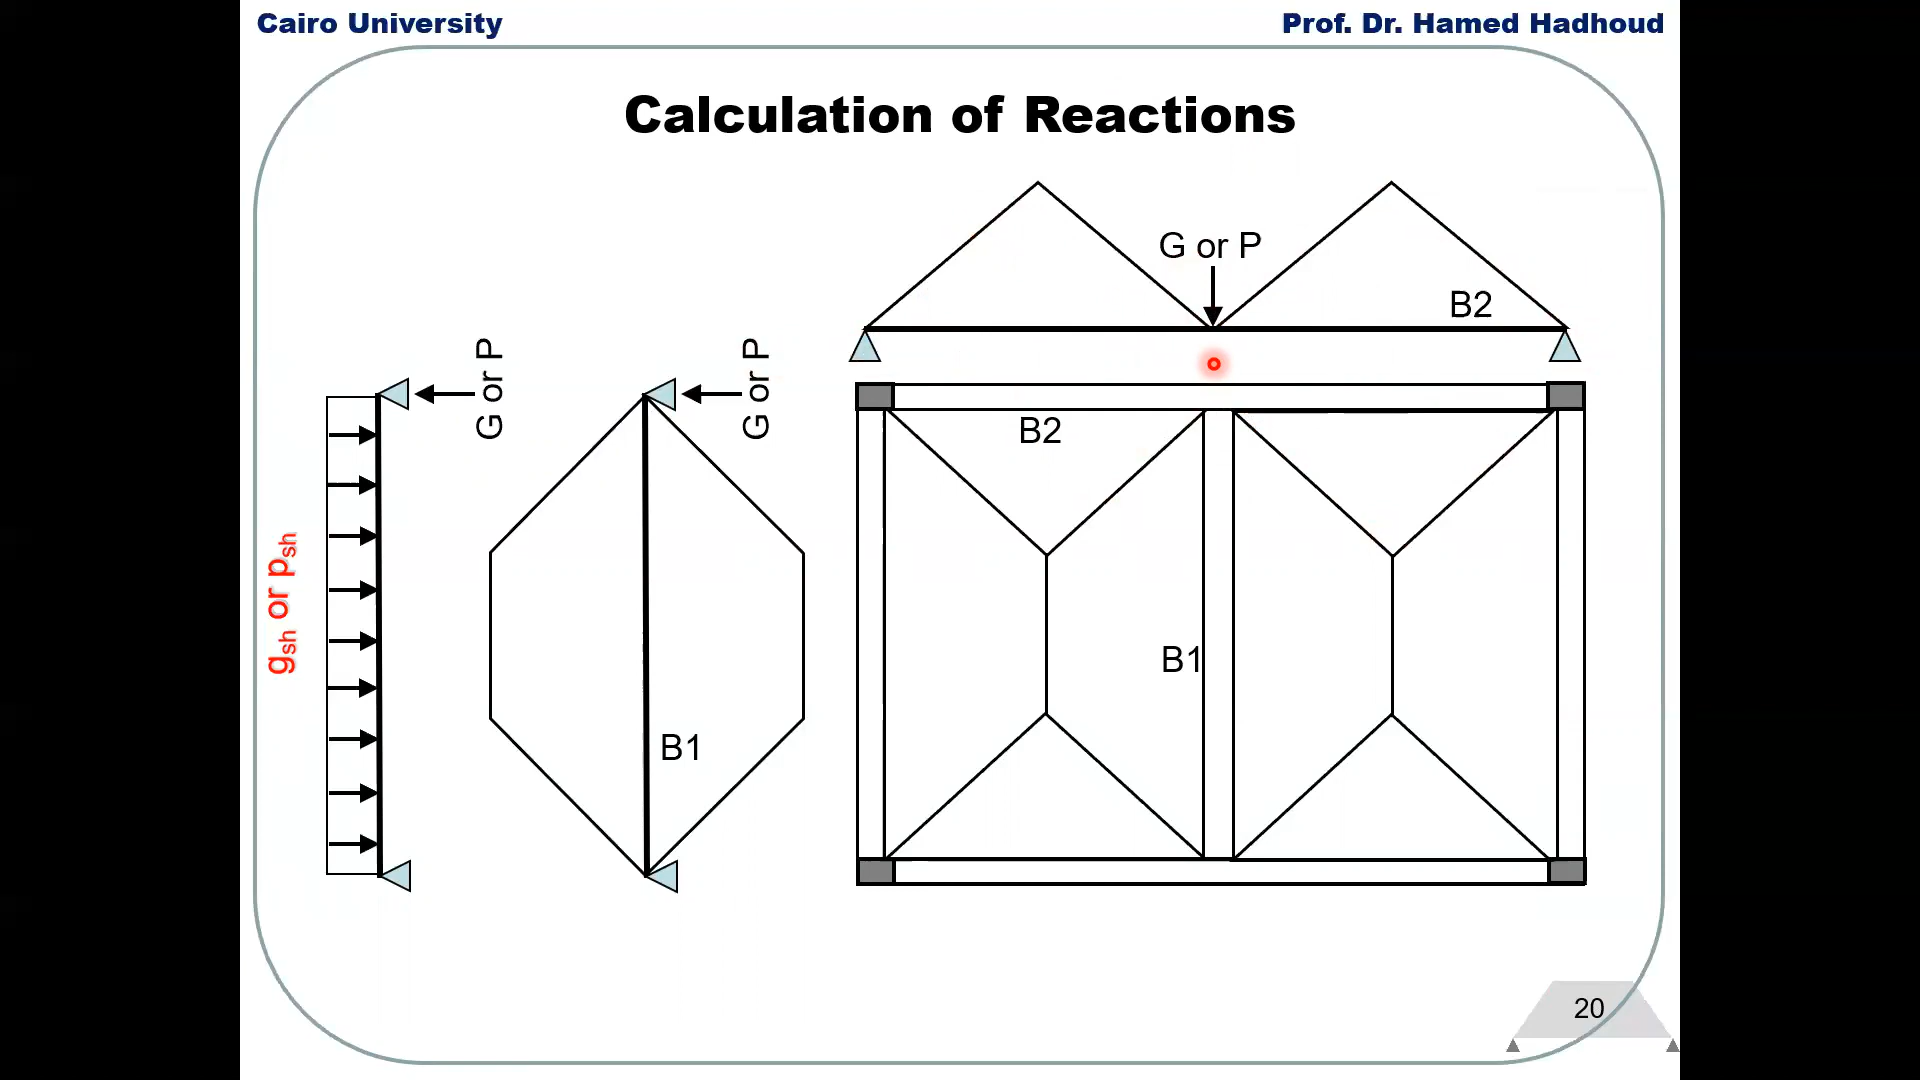 Cairo University
Prof. Dr. Hamed Hadhoud
Calculation of Reactions
G or P
B2
G or P
G or P
B2
gsh or psh
B1
B1
20